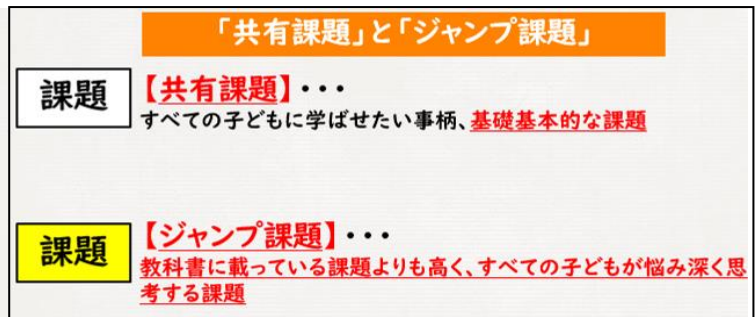 「共有課題」と「ジャンプ課題」
課題
【共有課題】・・・
すべての子どもに学ばせたい事柄、基礎基本的な課題
課題
【ジャンプ課題】・・・
教科書に載っている課題よりも高く、すべての子どもが悩み深く思
考する課題